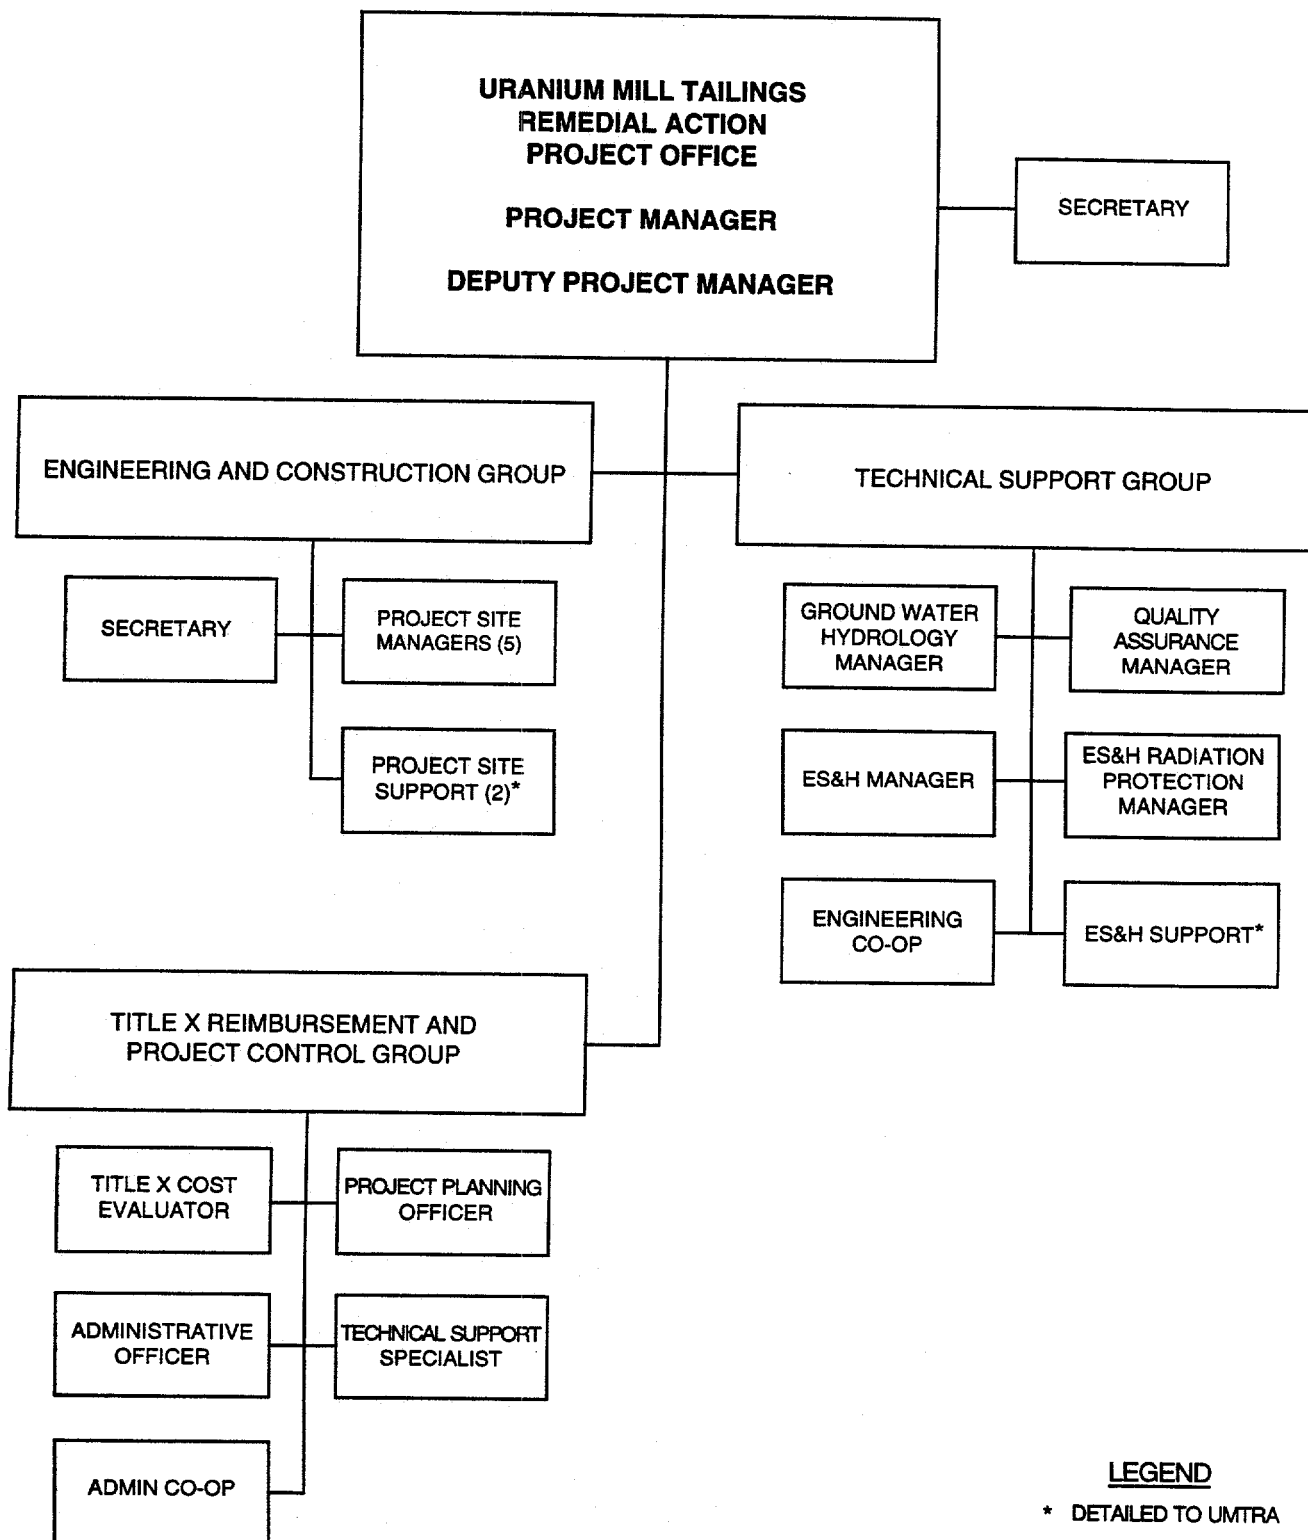 URANIUM MILL TAILINGS
REMEDIAL ACTION
PROJECT OFFICE
PROJECT MANAGER
DEPUTY PROJECT MANAGER
SECRETARY
ENGINEERING AND CONSTRUCTION GROUP
TECHNICAL SUPPORT GROUP
SECRETARY
PROJECT SITE
MANAGERS (5)
PROJECT SITE
SUPPORT (2)*
GROUND WATER
HYDROLOGY
MANAGER
QUALITY
ASSURANCE
MANAGER
ES&H MANAGER
ES&H RADIATION
PROTECTION
MANAGER
ENGINEERING
CO-OP
ES&H SUPPORT*
TITLE X REIMBURSEMENT AND
PROJECT CONTROL GROUP
TITLE X COST
EVALUATOR
PROJECT PLANNING
OFFICER
ADMINISTRATIVE
OFFICER
TECHNICAL SUPPORT
SPECIALIST
ADMIN CO-OP
LEGEND
* DETAILED TO UMTRA